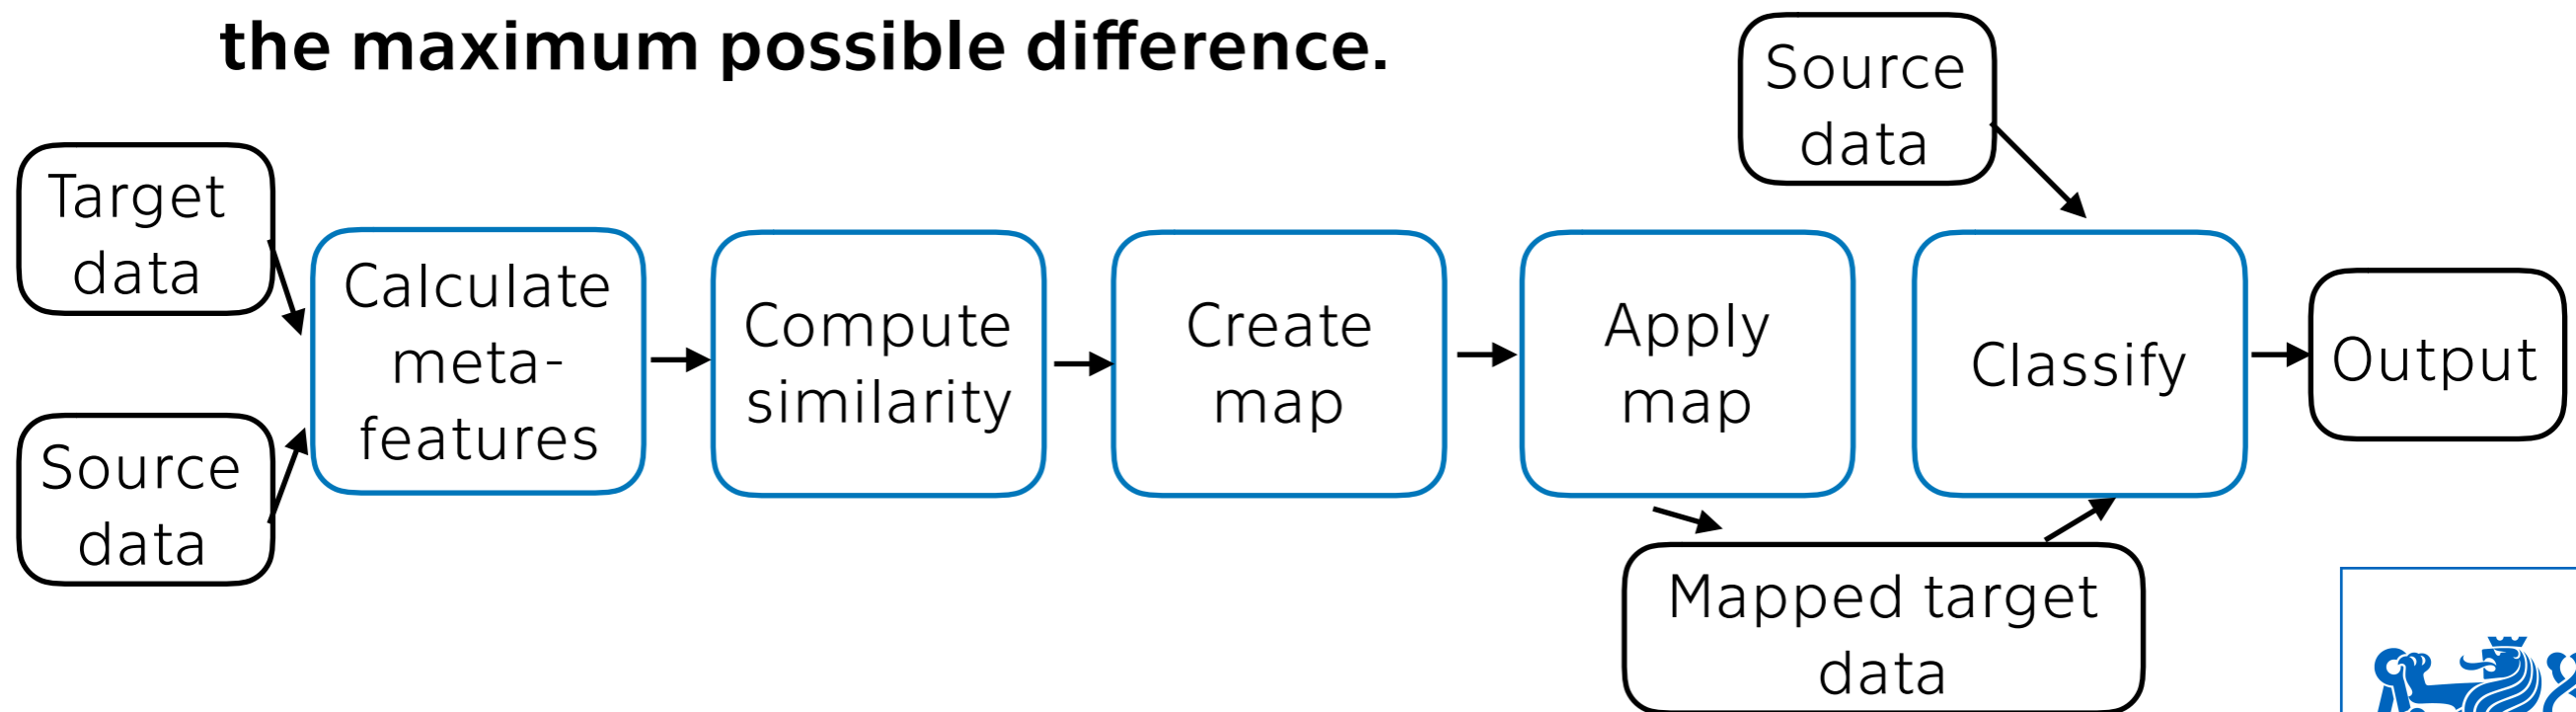 the maximum possible difference.
Source
data
Target
data
Source
data
Calculate
meta-
features
Compute
similarity
Create
map
Apply
map
Classify
Output
Mapped target
data